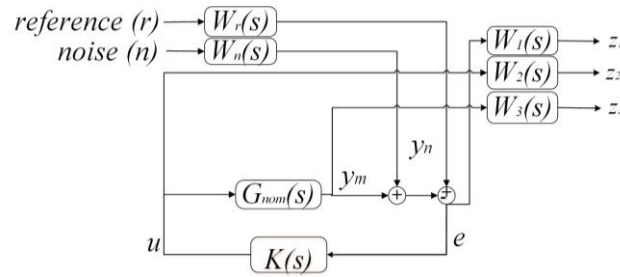 reference (r) Wr(s) W1(s)
noise (n) Wn(s) W2(s)
W3(s)
yn
Gnom(s) ym + 
u K(s) e